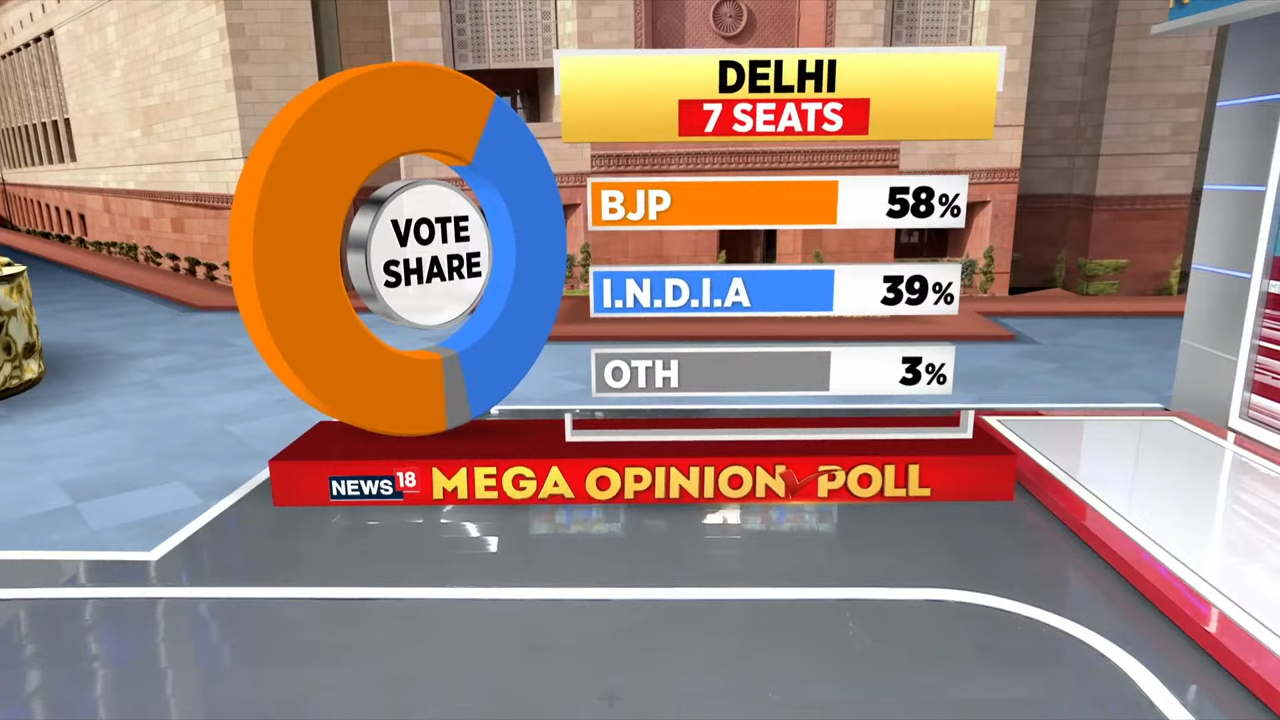 DELHI
7 SEATS
VOTE
SHARE
BJP 58%
I.N.D.I.A 39%
OTH 3%
NEWS18 MEGA OPINION POLL